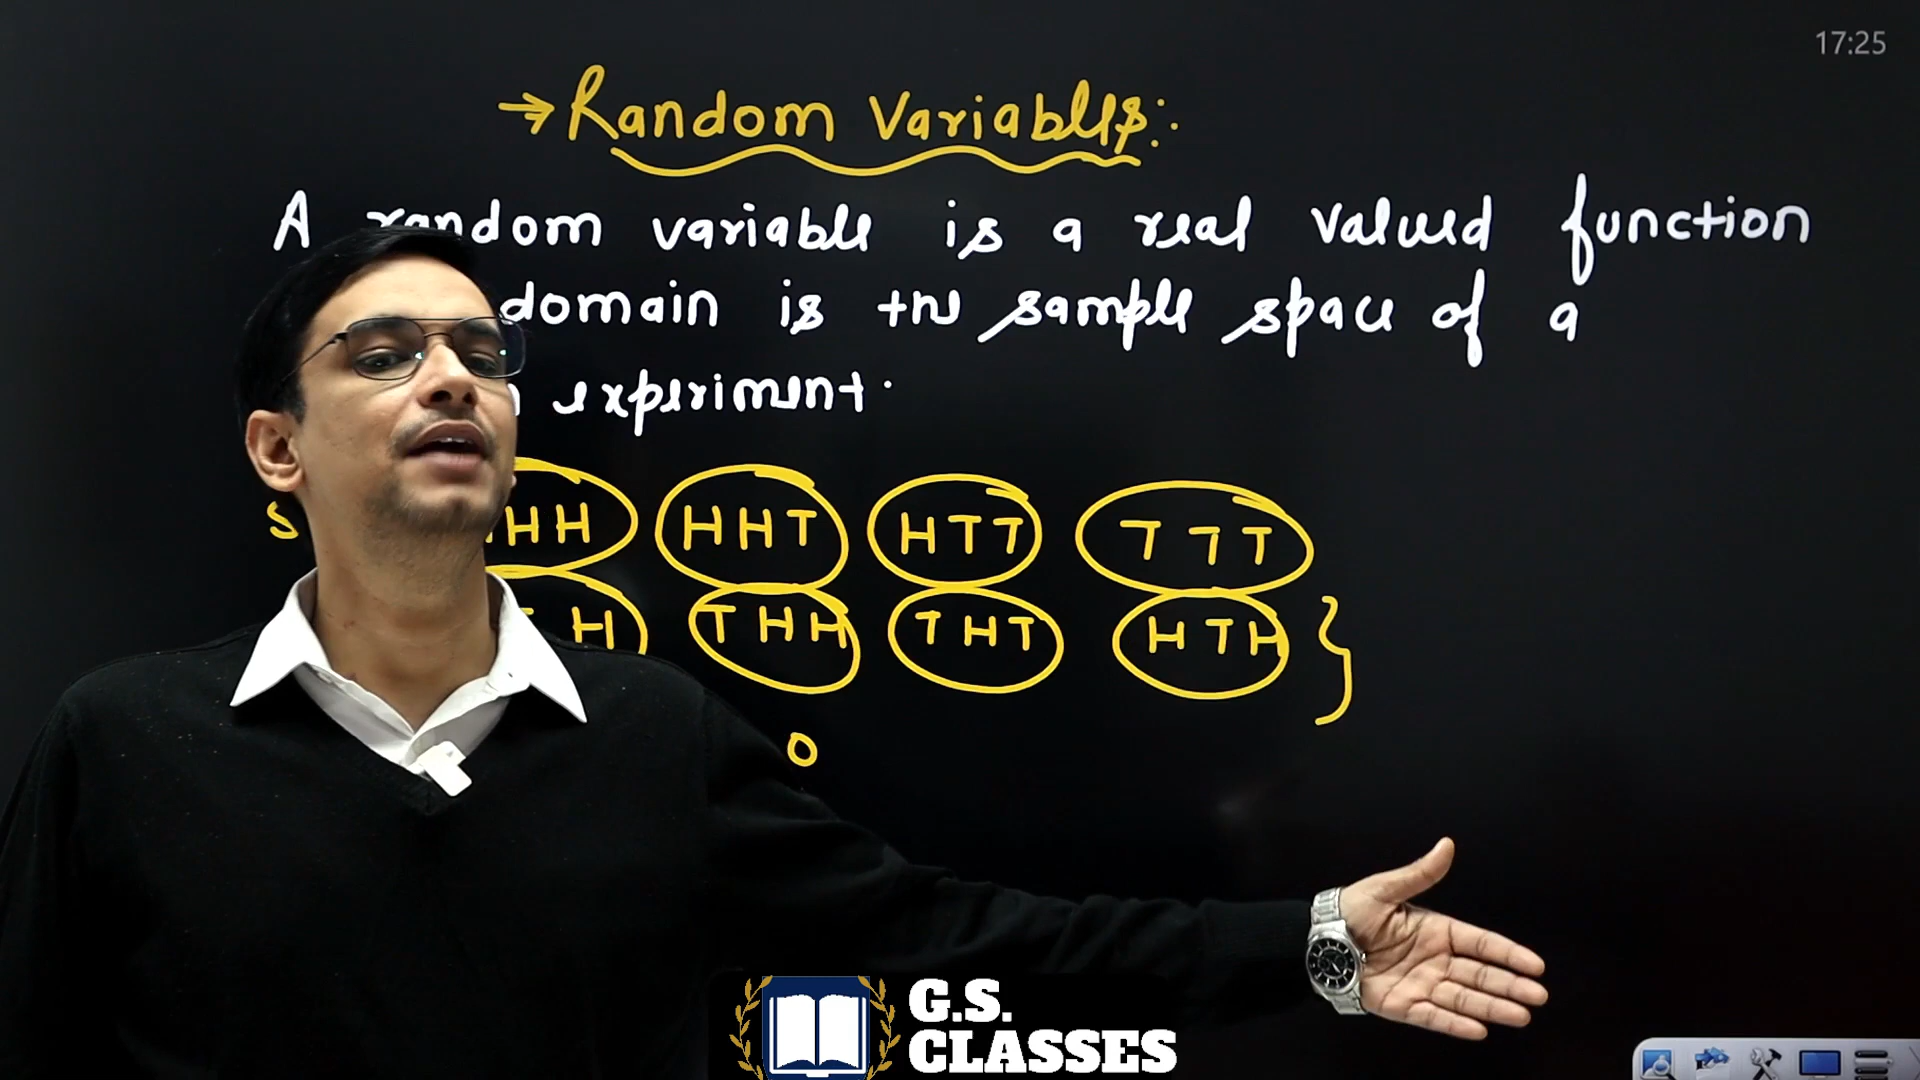 17:25
→ Random Variables:
A random variable is a real valued function
domain is the sample space of a
experiment.
S HH HHT HTT TTT
H THH THT HTH }
0
G.S.
CLASSES